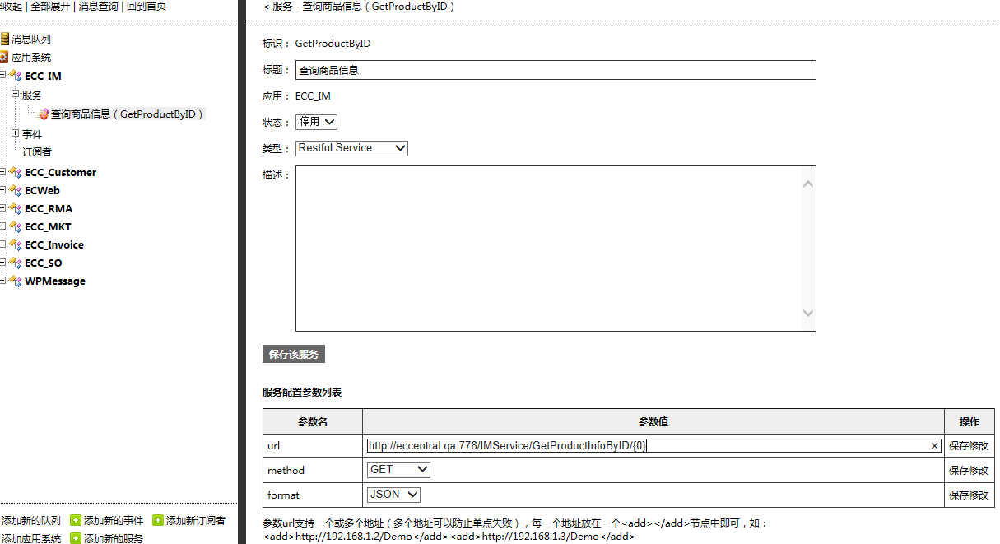 收起 | 全部展开 | 消息查询 | 回到首页
消息队列
应用系统
ECC_IM
服务
查询商品信息（GetProductByID）
事件
订阅者
ECC_Customer
ECWeb
ECC_RMA
ECC_MKT
ECC_Invoice
ECC_SO
WPMessage
添加新的队列 添加新的事件 添加新订阅者
添加应用系统 添加新的服务
< 服务 - 查询商品信息（GetProductByID）
标识： GetProductByID
标题： 查询商品信息
应用： ECC_IM
状态： 停用
类型： Restful Service
描述：
保存该服务
服务配置参数列表
参数名 参数值 操作
url http://eccentral.qa:778/IMService/GetProductInfoByID/{0} × 保存修改
method GET 保存修改
format JSON 保存修改
参数url支持一个或多个地址（多个地址可以防止单点失败），每一个地址放在一个<add></add>节点中即可，如：
<add>http://192.168.1.2/Demo</add><add>http://192.168.1.3/Demo</add>